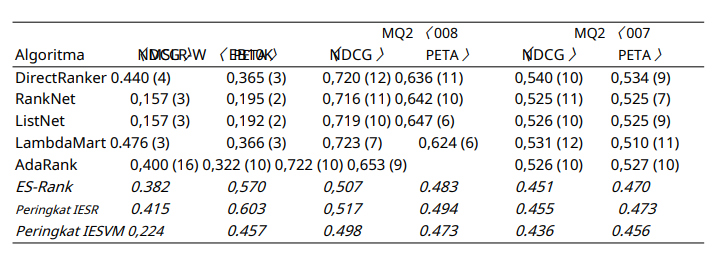 MQ2 〈008 MQ2 〈007
Algoritma 〈NDCG 〉 PETA 〉 〈NDCG 〉 PETA 〉
DirectRanker 0.440 (4) 0,365 (3) 0,720 (12) 0,636 (11) 0,540 (10) 0,534 (9)
RankNet 0,157 (3) 0,195 (2) 0,716 (11) 0,642 (10) 0,525 (11) 0,525 (7)
ListNet 0,157 (3) 0,192 (2) 0,719 (10) 0,647 (6) 0,526 (10) 0,525 (9)
LambdaMart 0.476 (3) 0,366 (3) 0,723 (7) 0,624 (6) 0,531 (12) 0,510 (11)
AdaRank 0,400 (16) 0,322 (10) 0,722 (10) 0,653 (9) 0,526 (10) 0,527 (10)
ES-Rank 0.382 0,570 0,507 0.483 0.451 0.470
Peringkat IESR 0.415 0.603 0,517 0.494 0.455 0.473
Peringkat IESVM 0,224 0.457 0.498 0.473 0.436 0.456